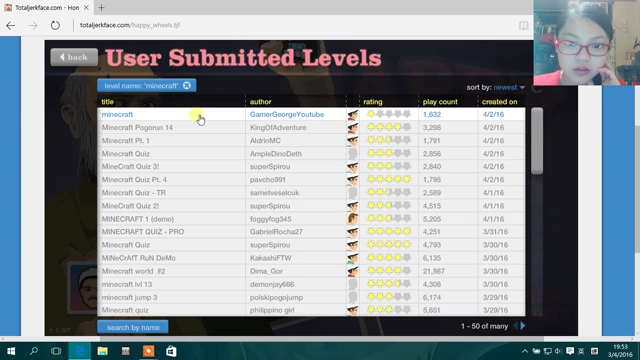 Totaljerkface.com - Hor
totaljerkface.com/happy_wheels.tjf
back
User Submitted Levels
level name: 'minecraft'
sort by: newest
title author rating play count created on
minecraft GamerGeorgeYoutube 1,632 4/2/16
Minecraft Pogorun 14 KingOfAdventure 3,298 4/2/16
Minecraft Pt. 1 AldrinMC 1,791 4/2/16
Minecraft Quiz AmpleDinoDeth 2,856 4/1/16
MineCraft Quiz 3! superSpirou 2,840 4/1/16
Minecraft Quiz Pt. 4 pavcho991 1,795 4/1/16
Minecraft Quiz - TR sametveselcuk 2,589 4/1/16
MineCraft Quiz 2! superSpirou 4,515 4/1/16
MINECRAFT 1 (demo) foggyfog345 5,205 4/1/16
MINECRAFT QUIZ - PRO GabrielRocha27 4,251 3/31/16
MineCraft Quiz superSpirou 4,793 3/30/16
MiNeCrAfT RuN DeMo KakashiFTW 6,135 3/30/16
Minecraft world #2 Dima_Gor 21,987 3/30/16
minecraft lvl 13 demonjay666 4,308 3/30/16
minecraft jump 3 polskipogojump 6,174 3/29/16
Minecraft quiz philippino girl 5,651 3/29/16
search by name
1 - 50 of many
19:53
3/4/2016